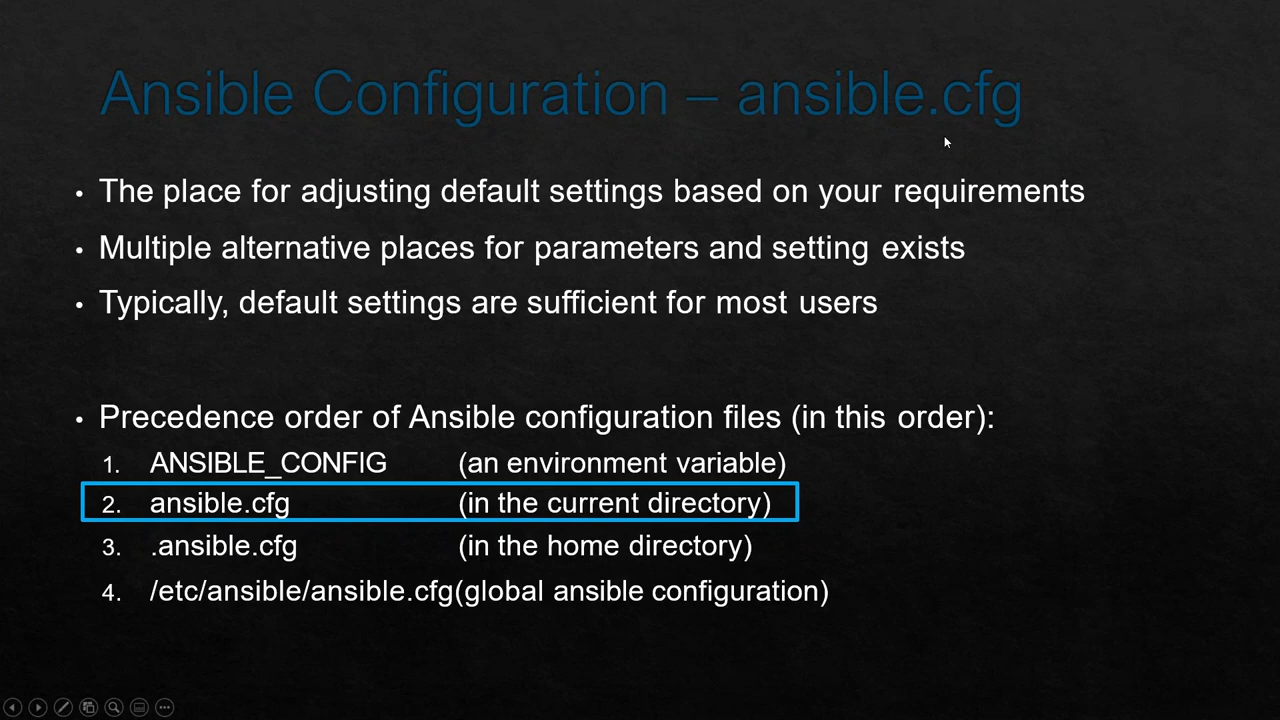 Ansible Configuration – ansible.cfg
• The place for adjusting default settings based on your requirements
• Multiple alternative places for parameters and setting exists
• Typically, default settings are sufficient for most users
• Precedence order of Ansible configuration files (in this order):
1. ANSIBLE_CONFIG (an environment variable)
2. ansible.cfg (in the current directory)
3. .ansible.cfg (in the home directory)
4. /etc/ansible/ansible.cfg(global ansible configuration)